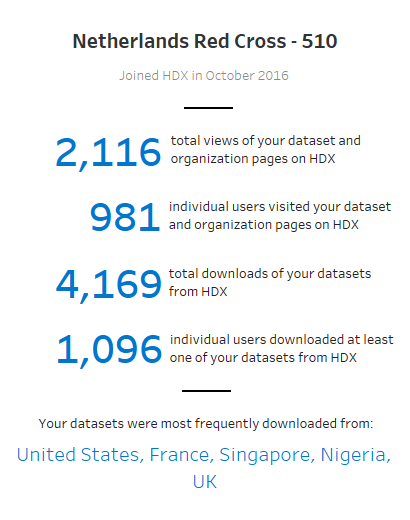 Netherlands Red Cross - 510
Joined HDX in October 2016
2,116
total views of your dataset and
organization pages on HDX
981
individual users visited your dataset
and organization pages on HDX
4,169
total downloads of your datasets
from HDX
1,096
individual users downloaded at least
one of your datasets from HDX
Your datasets were most frequently downloaded from:
United States, France, Singapore, Nigeria,
UK